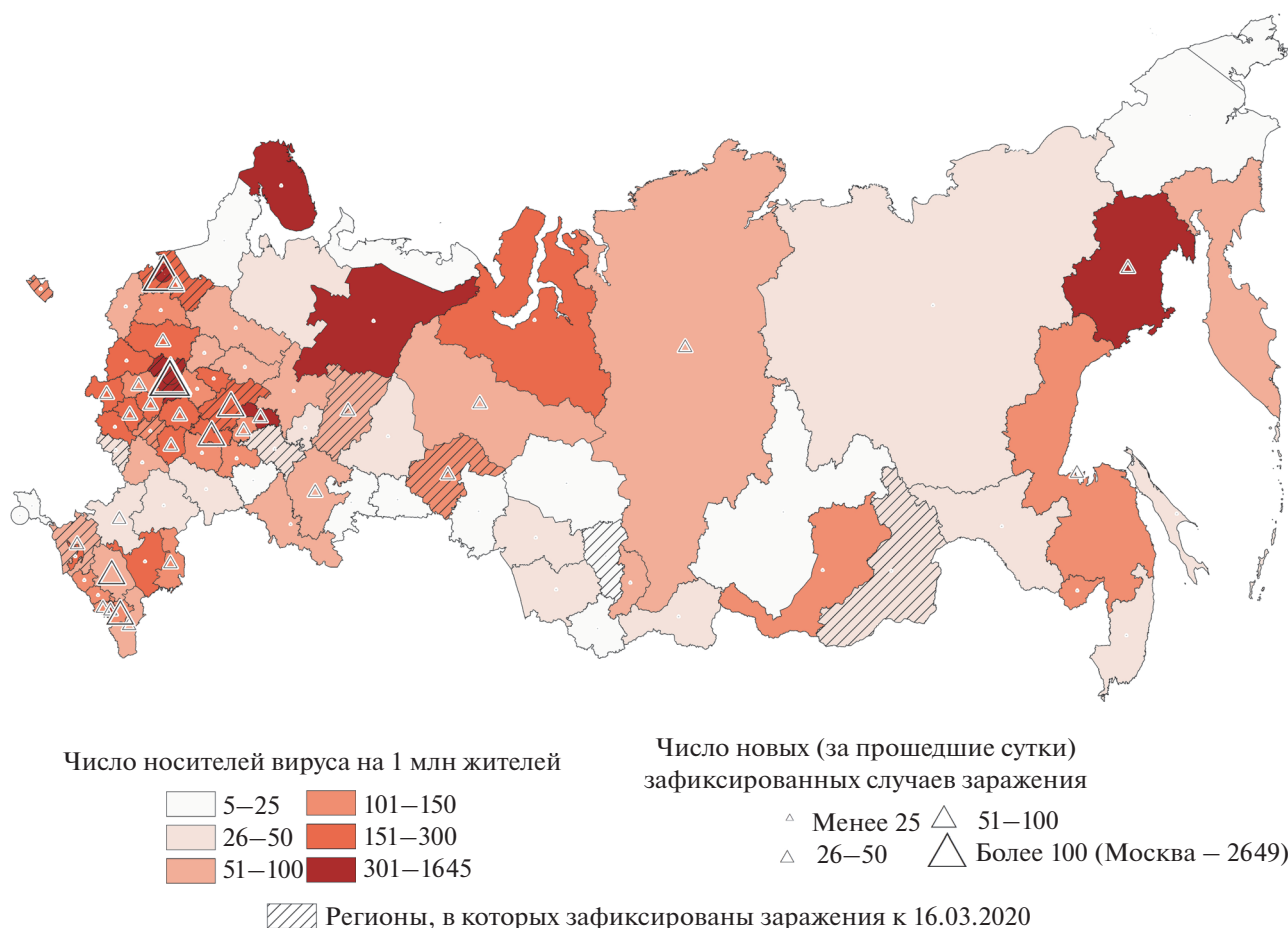 Число носителей вируса на 1 млн жителей
5–25
26–50
51–100
101–150
151–300
301–1645
Число новых (за прошедшие сутки)
зафиксированных случаев заражения
Менее 25
26–50
51–100
Более 100 (Москва – 2649)
Регионы, в которых зафиксированы заражения к 16.03.2020